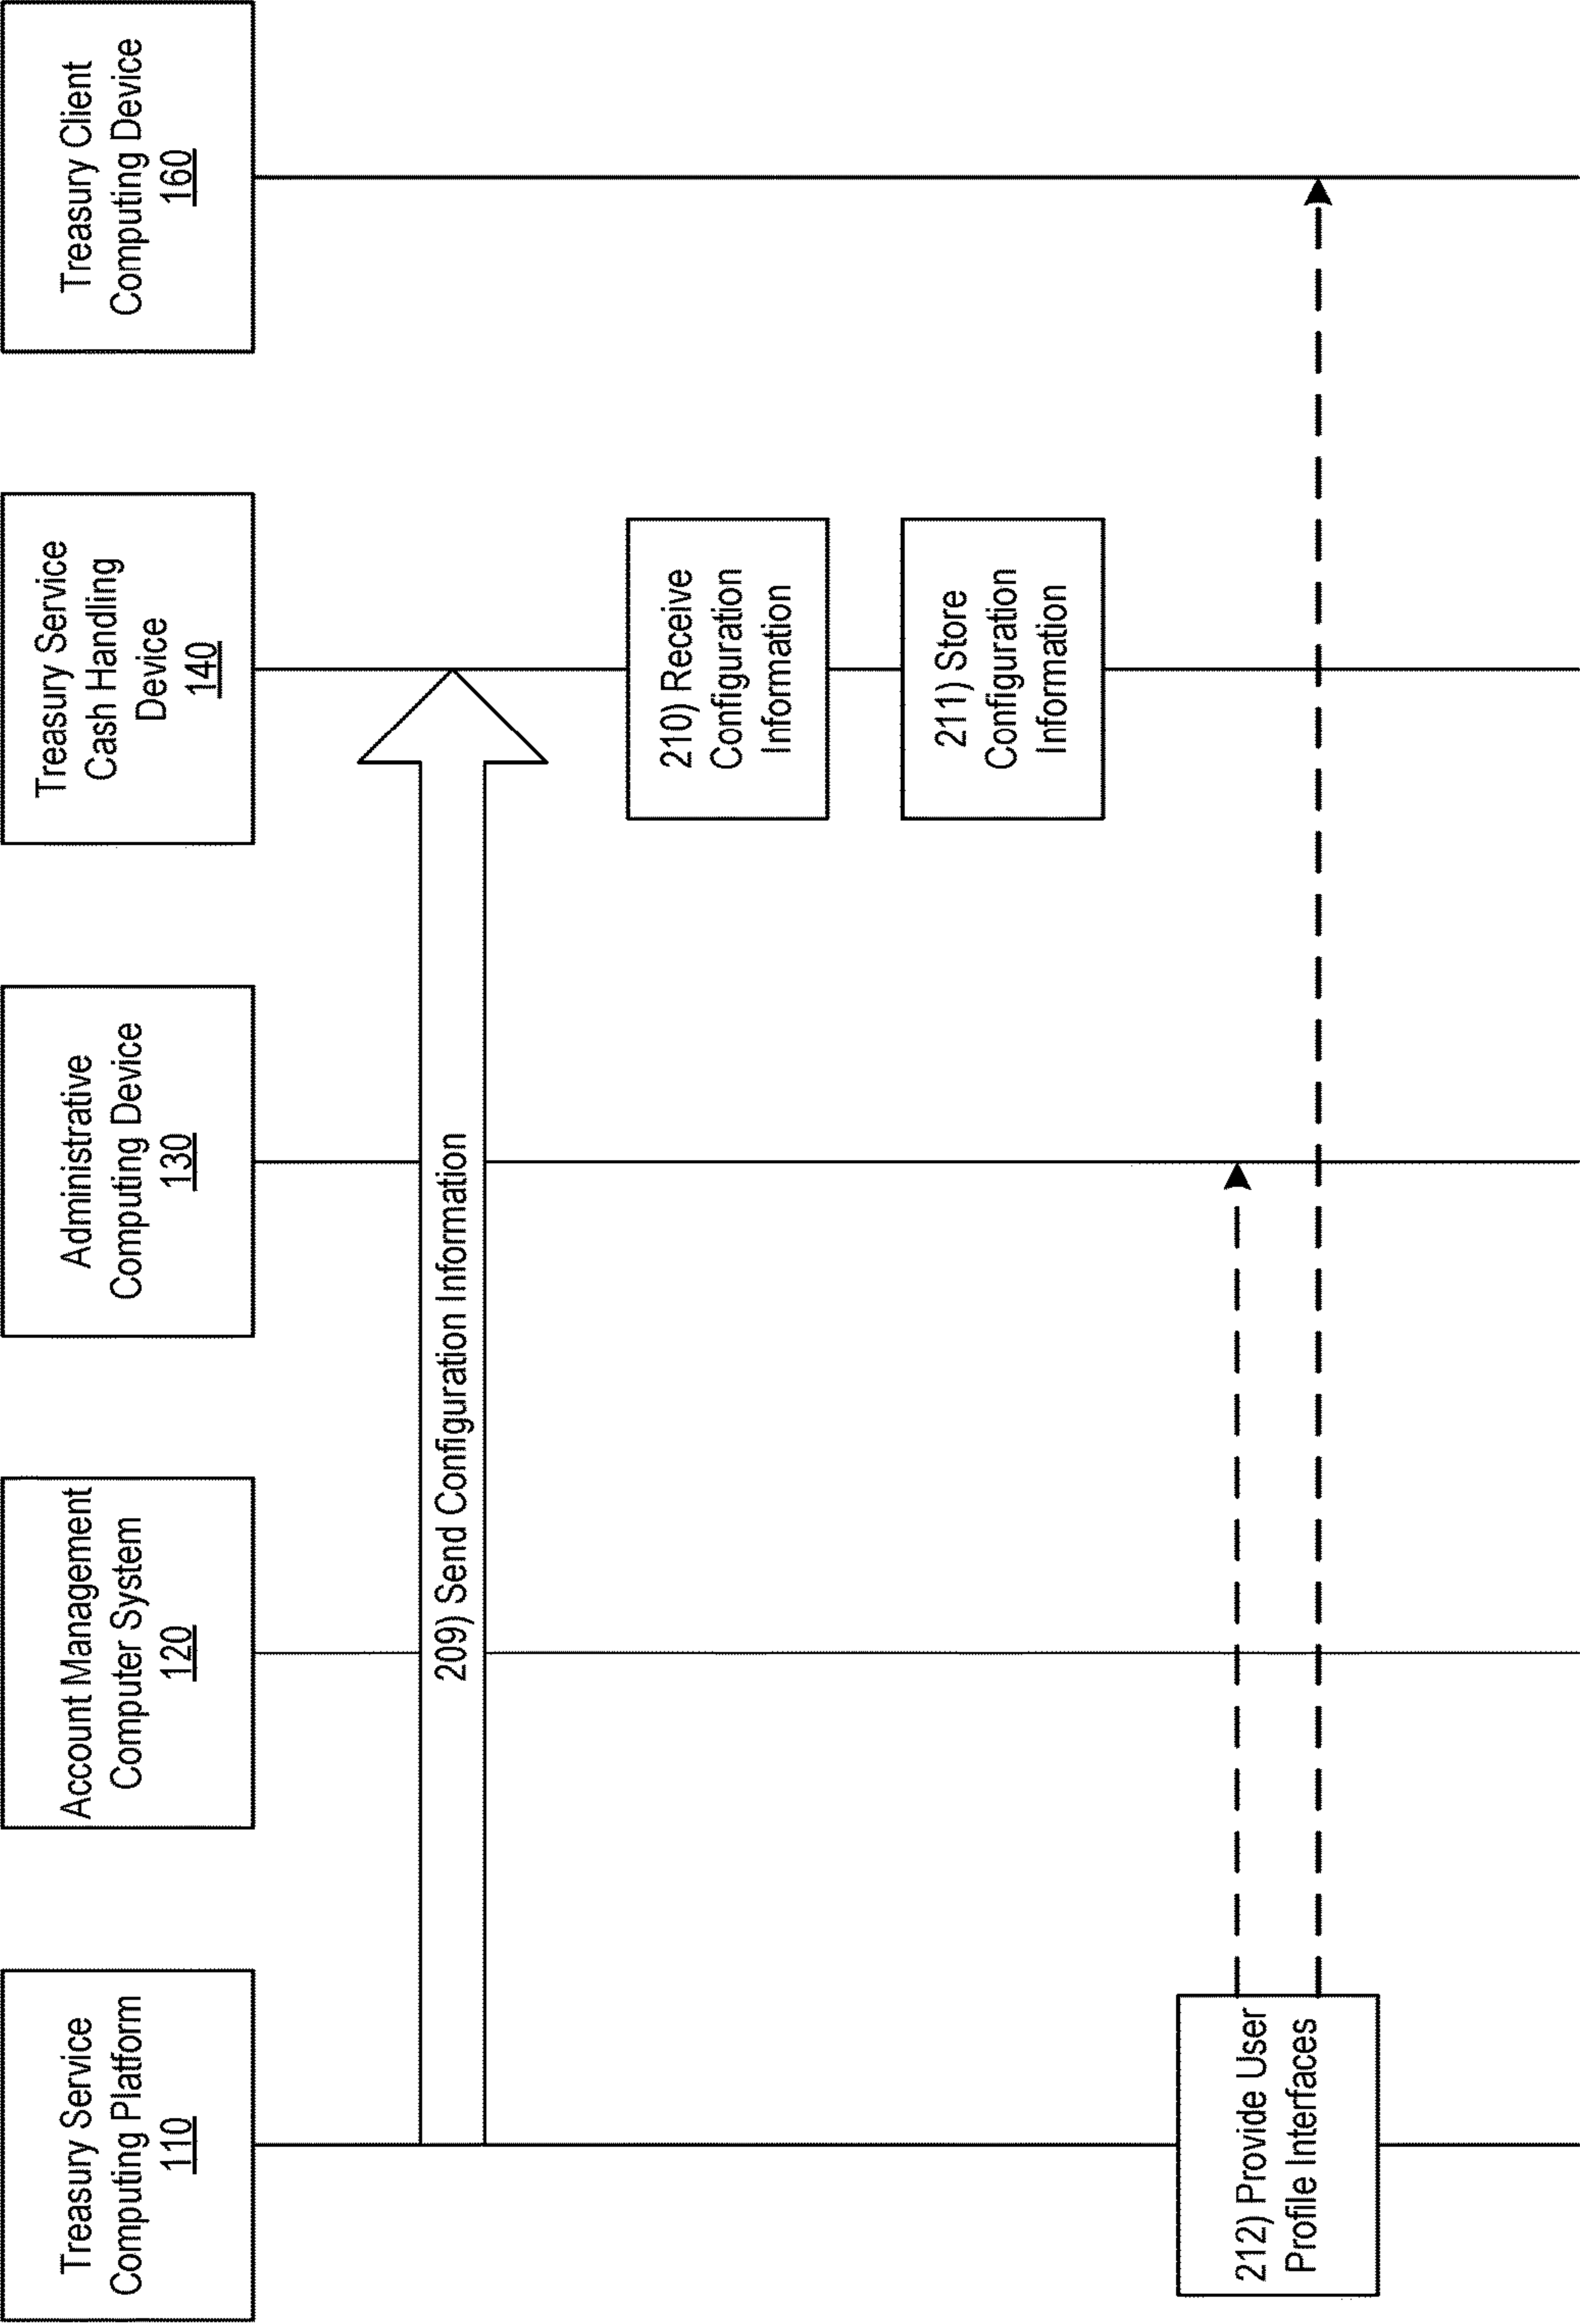 Treasury Service
Computing Platform
110
Account Management
Computer System
120
Administrative
Computing Device
130
Treasury Service
Cash Handling
Device
140
Treasury Client
Computing Device
160
209) Send Configuration Information
210) Receive
Configuration
Information
211) Store
Configuration
Information
212) Provide User
Profile Interfaces